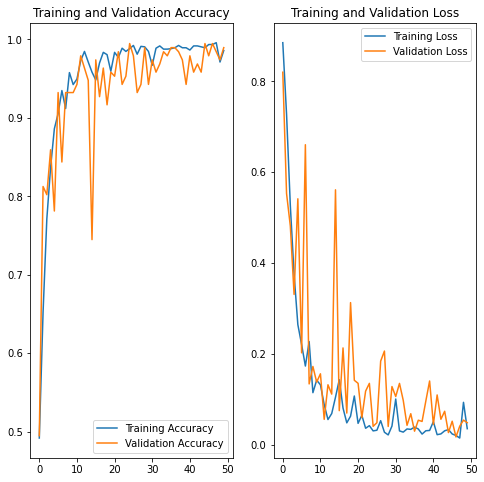 Training and Validation Accuracy
1.0
0.9
0.8
0.7
0.6
0.5
0 10 20 30 40 50
Training Accuracy
Validation Accuracy
Training and Validation Loss
0.8
0.6
0.4
0.2
0.0
0 10 20 30 40 50
Training Loss
Validation Loss